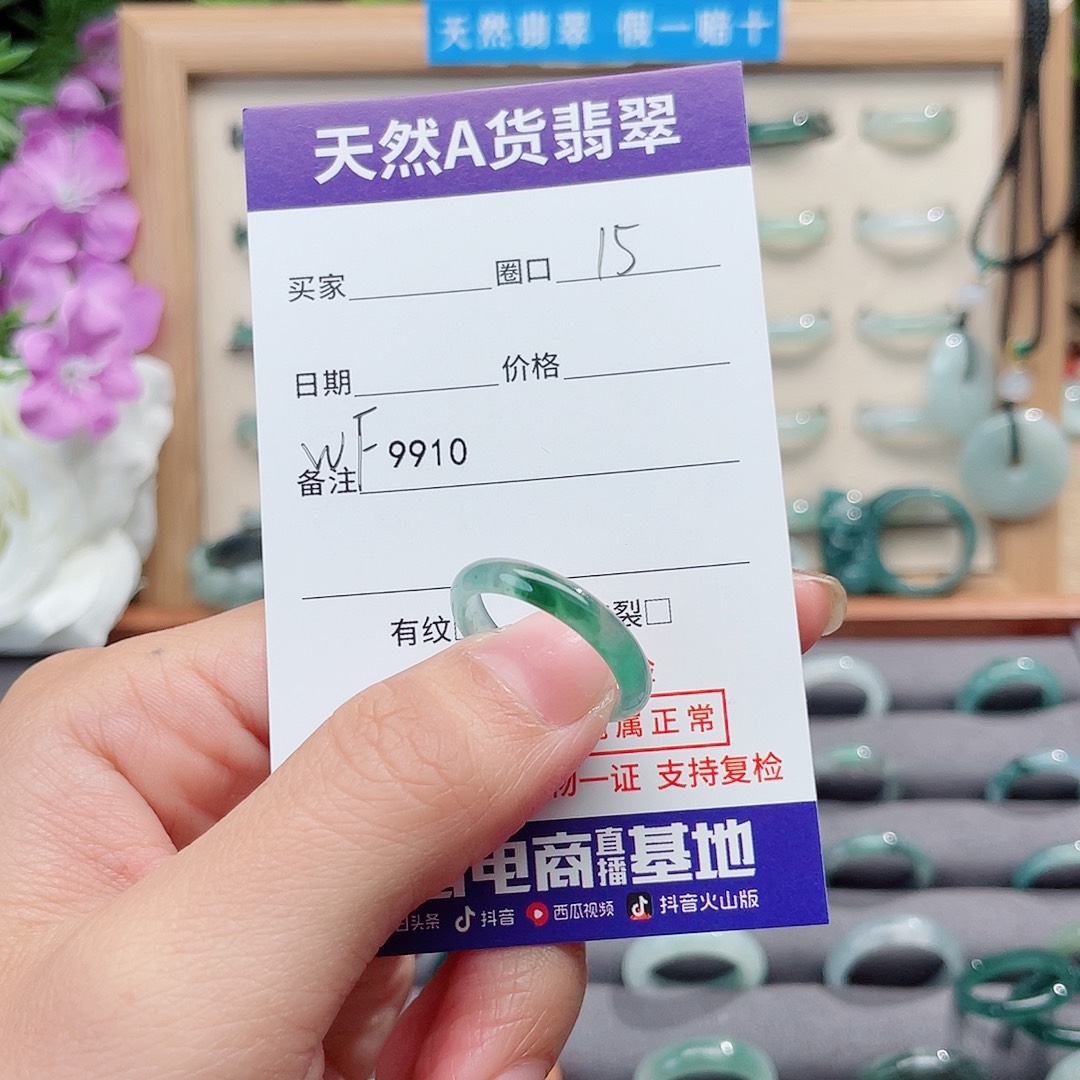 天然翡翠 假一赔十
天然A货翡翠
买家 圈口 15
日期 价格
WF 9910
备注
有纹 裂
属正常
物一证 支持复检
电商直播基地
头条 抖音 西瓜视频 抖音火山版